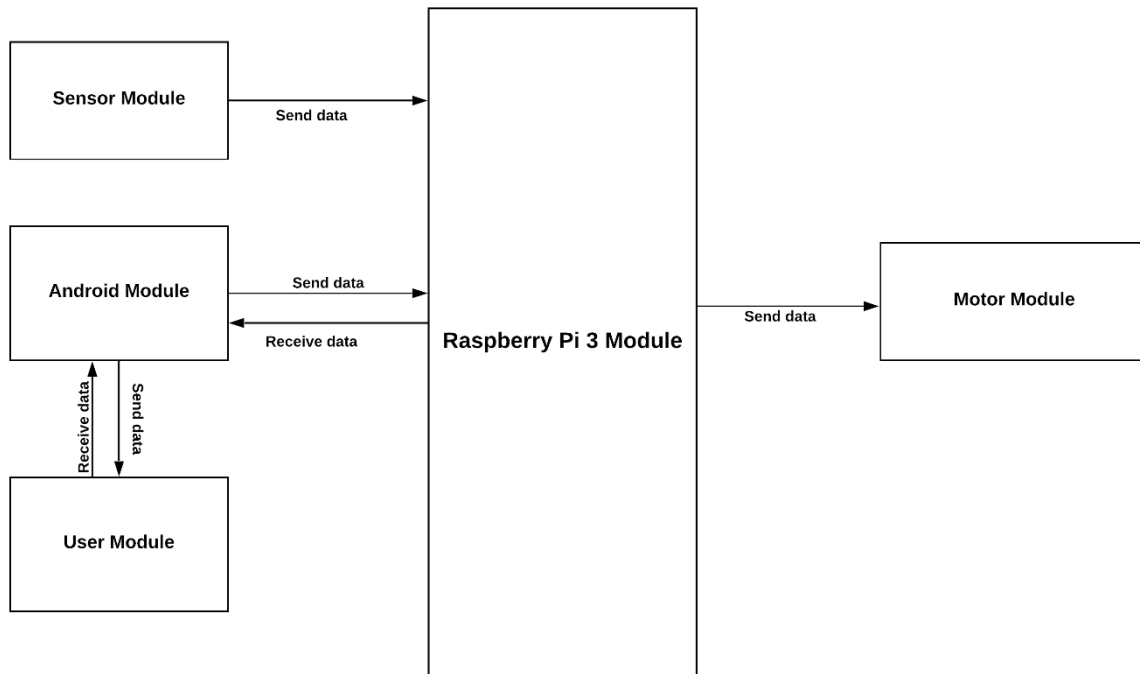 Sensor Module
Send data
Android Module
Send data
Receive data
Raspberry Pi 3 Module
Send data
Motor Module
Receive data
Send data
User Module